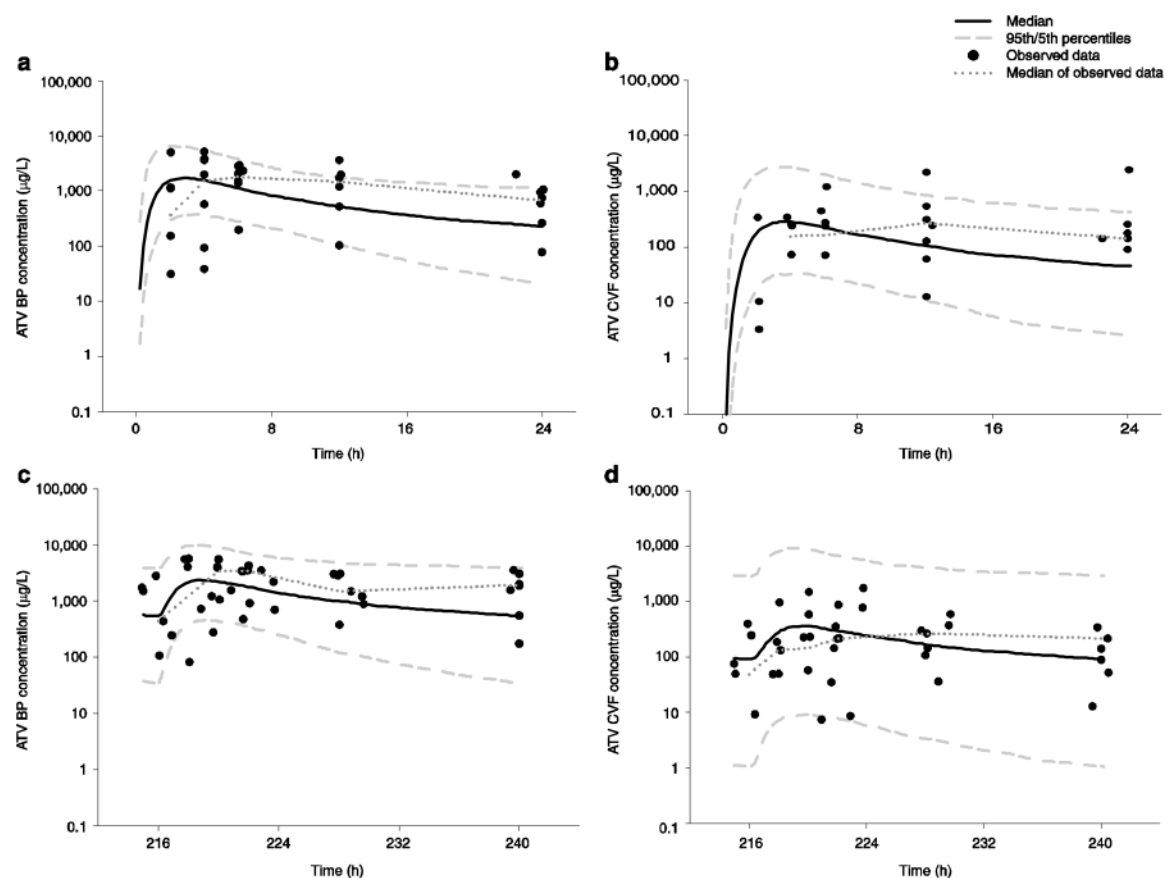 Median
95th/5th percentiles
Observed data
Median of observed data
a
100,000
10,000
1,000
100
10
1
0.1
ATV BP concentration (µg/L)
0 8 16 24
Time (h)
b
100,000
10,000
1,000
100
10
1
0.1
ATV CVF concentration (µg/L)
0 8 16 24
Time (h)
c
100,000
10,000
1,000
100
10
1
0.1
ATV BP concentration (µg/L)
216 224 232 240
Time (h)
d
100,000
10,000
1,000
100
10
1
0.1
ATV CVF concentration (µg/L)
216 224 232 240
Time (h)